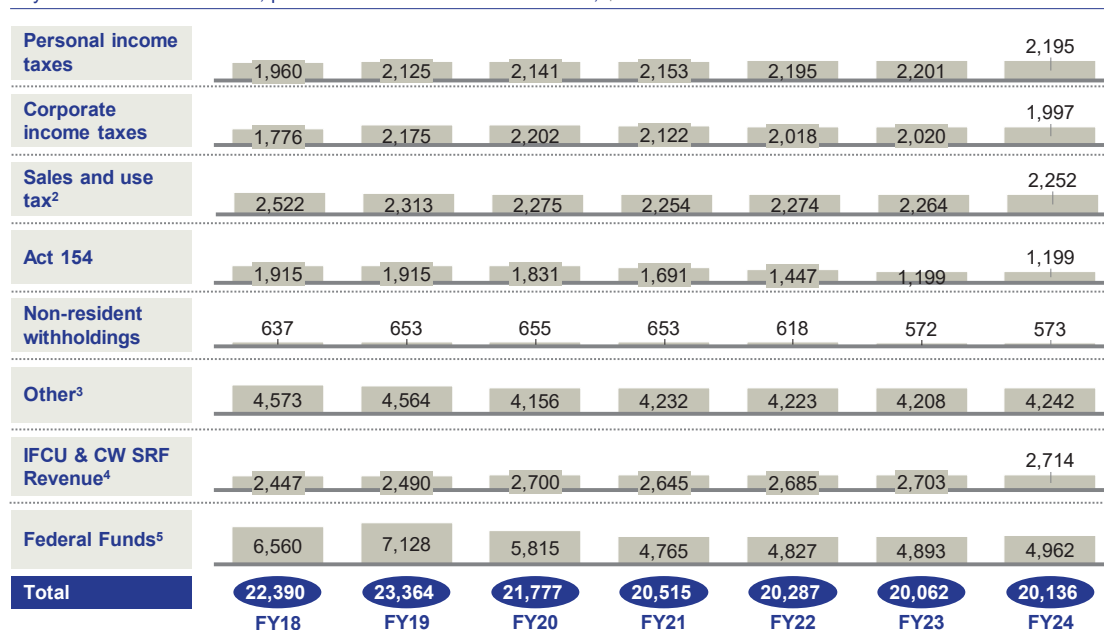 Personal income
taxes
1,960 2,125 2,141 2,153 2,195 2,201 2,195
Corporate
income taxes
1,776 2,175 2,202 2,122 2,018 2,020 1,997
Sales and use
tax2
2,522 2,313 2,275 2,254 2,274 2,264 2,252
Act 154
1,915 1,915 1,831 1,691 1,447 1,199 1,199
Non-resident
withholdings
637 653 655 653 618 572 573
Other3
4,573 4,564 4,156 4,232 4,223 4,208 4,242
IFCU & CW SRF
Revenue4
2,447 2,490 2,700 2,645 2,685 2,703 2,714
Federal Funds5
6,560 7,128 5,815 4,765 4,827 4,893 4,962
Total 22,390 23,364 21,777 20,515 20,287 20,062 20,136
FY18 FY19 FY20 FY21 FY22 FY23 FY24